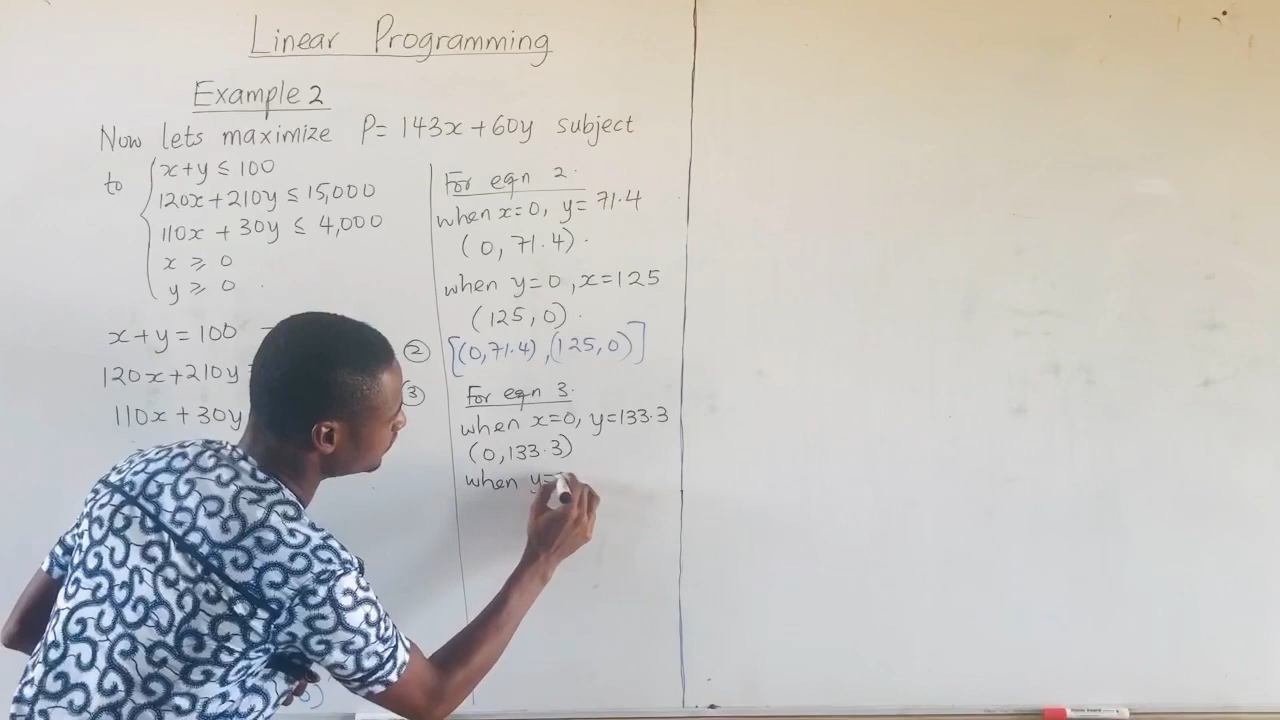 Linear Programming
Example 2
Now lets maximize P= 143x+60y subject
to
x+y ≤ 100
120x+210y ≤ 15,000
110x + 30y ≤ 4,000
x ≥ 0
y ≥ 0
x+y = 100
120x+210y
②
110x + 30y
③
For eqn 2.
when x=0, y= 71.4
(0, 71.4).
when y=0, x=125
(125, 0).
[(0,71.4), (125, 0)]
For eqn 3.
when x=0, y=133.3
(0,133.3)
when y=